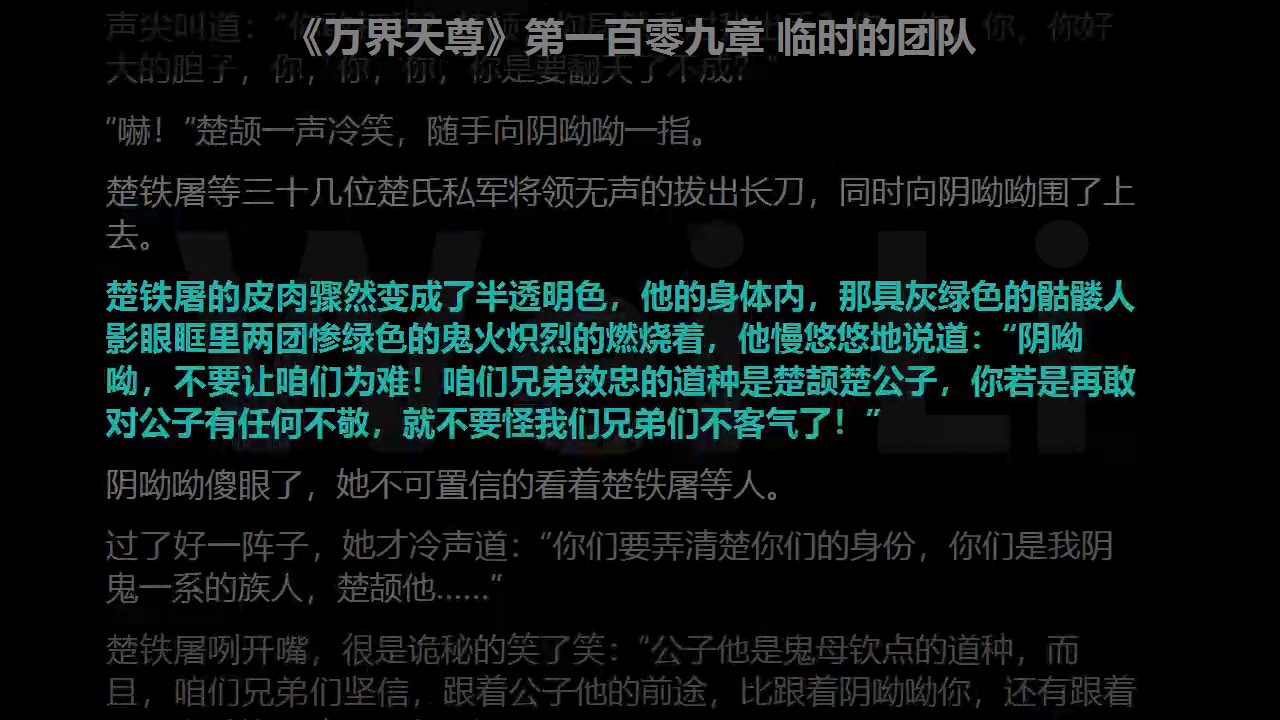 《万界天尊》第一百零九章 临时的团队
大的胆子，你，你，你，你是要翻天了不成？”
“嚇！”楚颉一声冷笑，随手向阴呦呦一指。
楚铁屠等三十几位楚氏私军将领无声的拔出长刀，同时向阴呦呦围了上
去。
楚铁屠的皮肉骤然变成了半透明色，他的身体内，那具灰绿色的骷髅人
影眼眶里两团惨绿色的鬼火炽烈的燃烧着，他慢悠悠地说道：“阴呦
呦，不要让咱们为难！咱们兄弟效忠的道种是楚颉楚公子，你若是再敢
对公子有任何不敬，就不要怪我们兄弟们不客气了！”
阴呦呦傻眼了，她不可置信的看着楚铁屠等人。
过了好一阵子，她才冷声道：“你们要弄清楚你们的身份，你们是我阴
鬼一系的族人，楚颉他……”
楚铁屠咧开嘴，很是诡秘的笑了笑：“公子他是鬼母钦点的道种，而
且，咱们兄弟们坚信，跟着公子他的前途，比跟着阴呦呦你，还有跟着
Wei Li